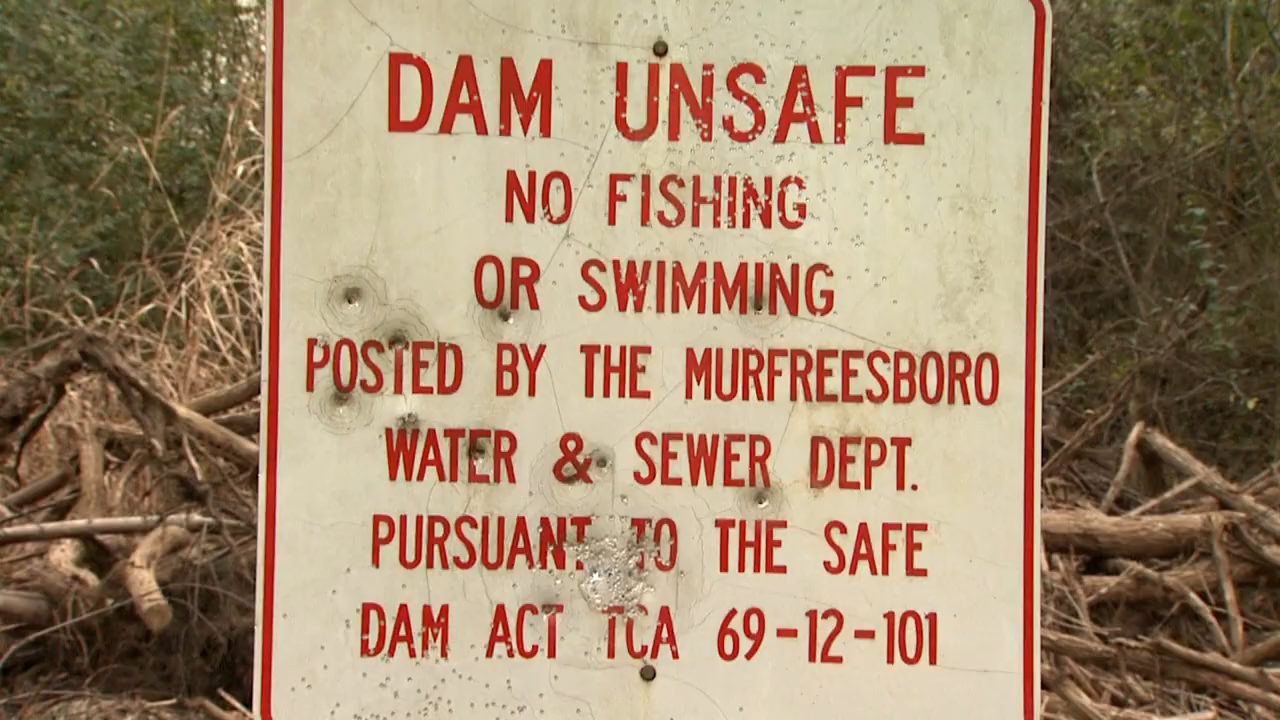 DAM UNSAFE
NO FISHING
OR SWIMMING
POSTED BY THE MURFREESBORO
WATER & SEWER DEPT.
PURSUANT TO THE SAFE
DAM ACT TCA 69-12-101